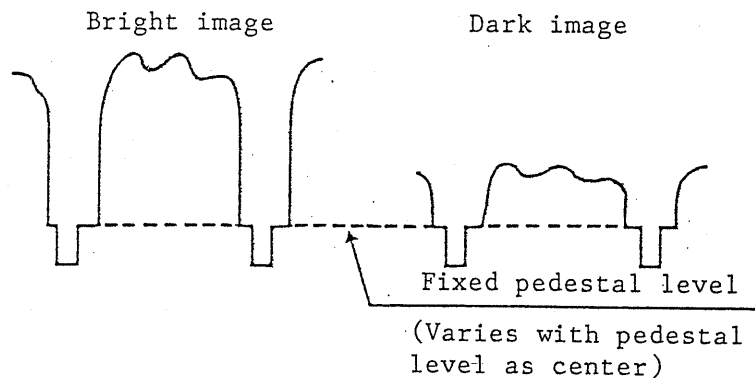 Bright image
Dark image
Fixed pedestal level
(Varies with pedestal
level as center)